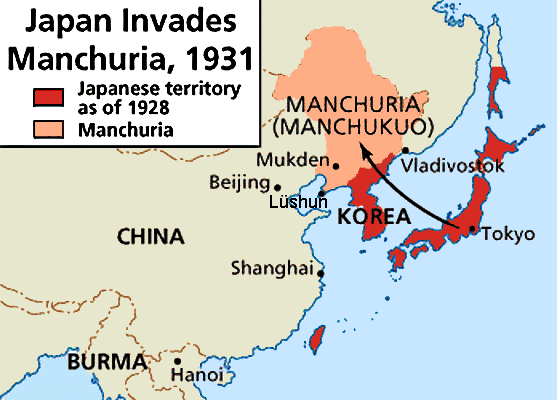 Japan Invades
Manchuria, 1931
Japanese territory
as of 1928
Manchuria
MANCHURIA
(MANCHUKUO)
Mukden
Vladivostok
Beijing
Lüshun
KOREA
Tokyo
CHINA
Shanghai
BURMA
Hanoi